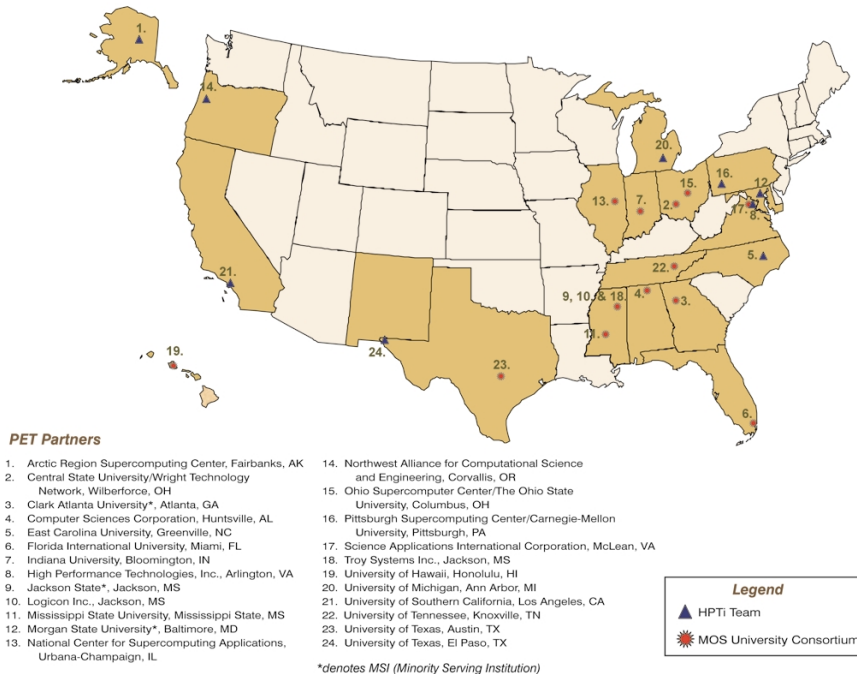 1.
14.
20.
16.
12.
15.
13.
7.
2.
17.
7.
8.
5.
22.
21.
9, 10, & 18.
4.
3.
11.
24.
19.
23.
6.
PET Partners
1. Arctic Region Supercomputing Center, Fairbanks, AK
2. Central State University/Wright Technology
Network, Wilberforce, OH
3. Clark Atlanta University*, Atlanta, GA
4. Computer Sciences Corporation, Huntsville, AL
5. East Carolina University, Greenville, NC
6. Florida International University, Miami, FL
7. Indiana University, Bloomington, IN
8. High Performance Technologies, Inc., Arlington, VA
9. Jackson State*, Jackson, MS
10. Logicon Inc., Jackson, MS
11. Mississippi State University, Mississippi State, MS
12. Morgan State University*, Baltimore, MD
13. National Center for Supercomputing Applications,
Urbana-Champaign, IL
14. Northwest Alliance for Computational Science
and Engineering, Corvallis, OR
15. Ohio Supercomputer Center/The Ohio State
University, Columbus, OH
16. Pittsburgh Supercomputing Center/Carnegie-Mellon
University, Pittsburgh, PA
17. Science Applications International Corporation, McLean, VA
18. Troy Systems Inc., Jackson, MS
19. University of Hawaii, Honolulu, HI
20. University of Michigan, Ann Arbor, MI
21. University of Southern California, Los Angeles, CA
22. University of Tennessee, Knoxville, TN
23. University of Texas, Austin, TX
24. University of Texas, El Paso, TX
*denotes MSI (Minority Serving Institution)
Legend
HPTi Team
MOS University Consortium